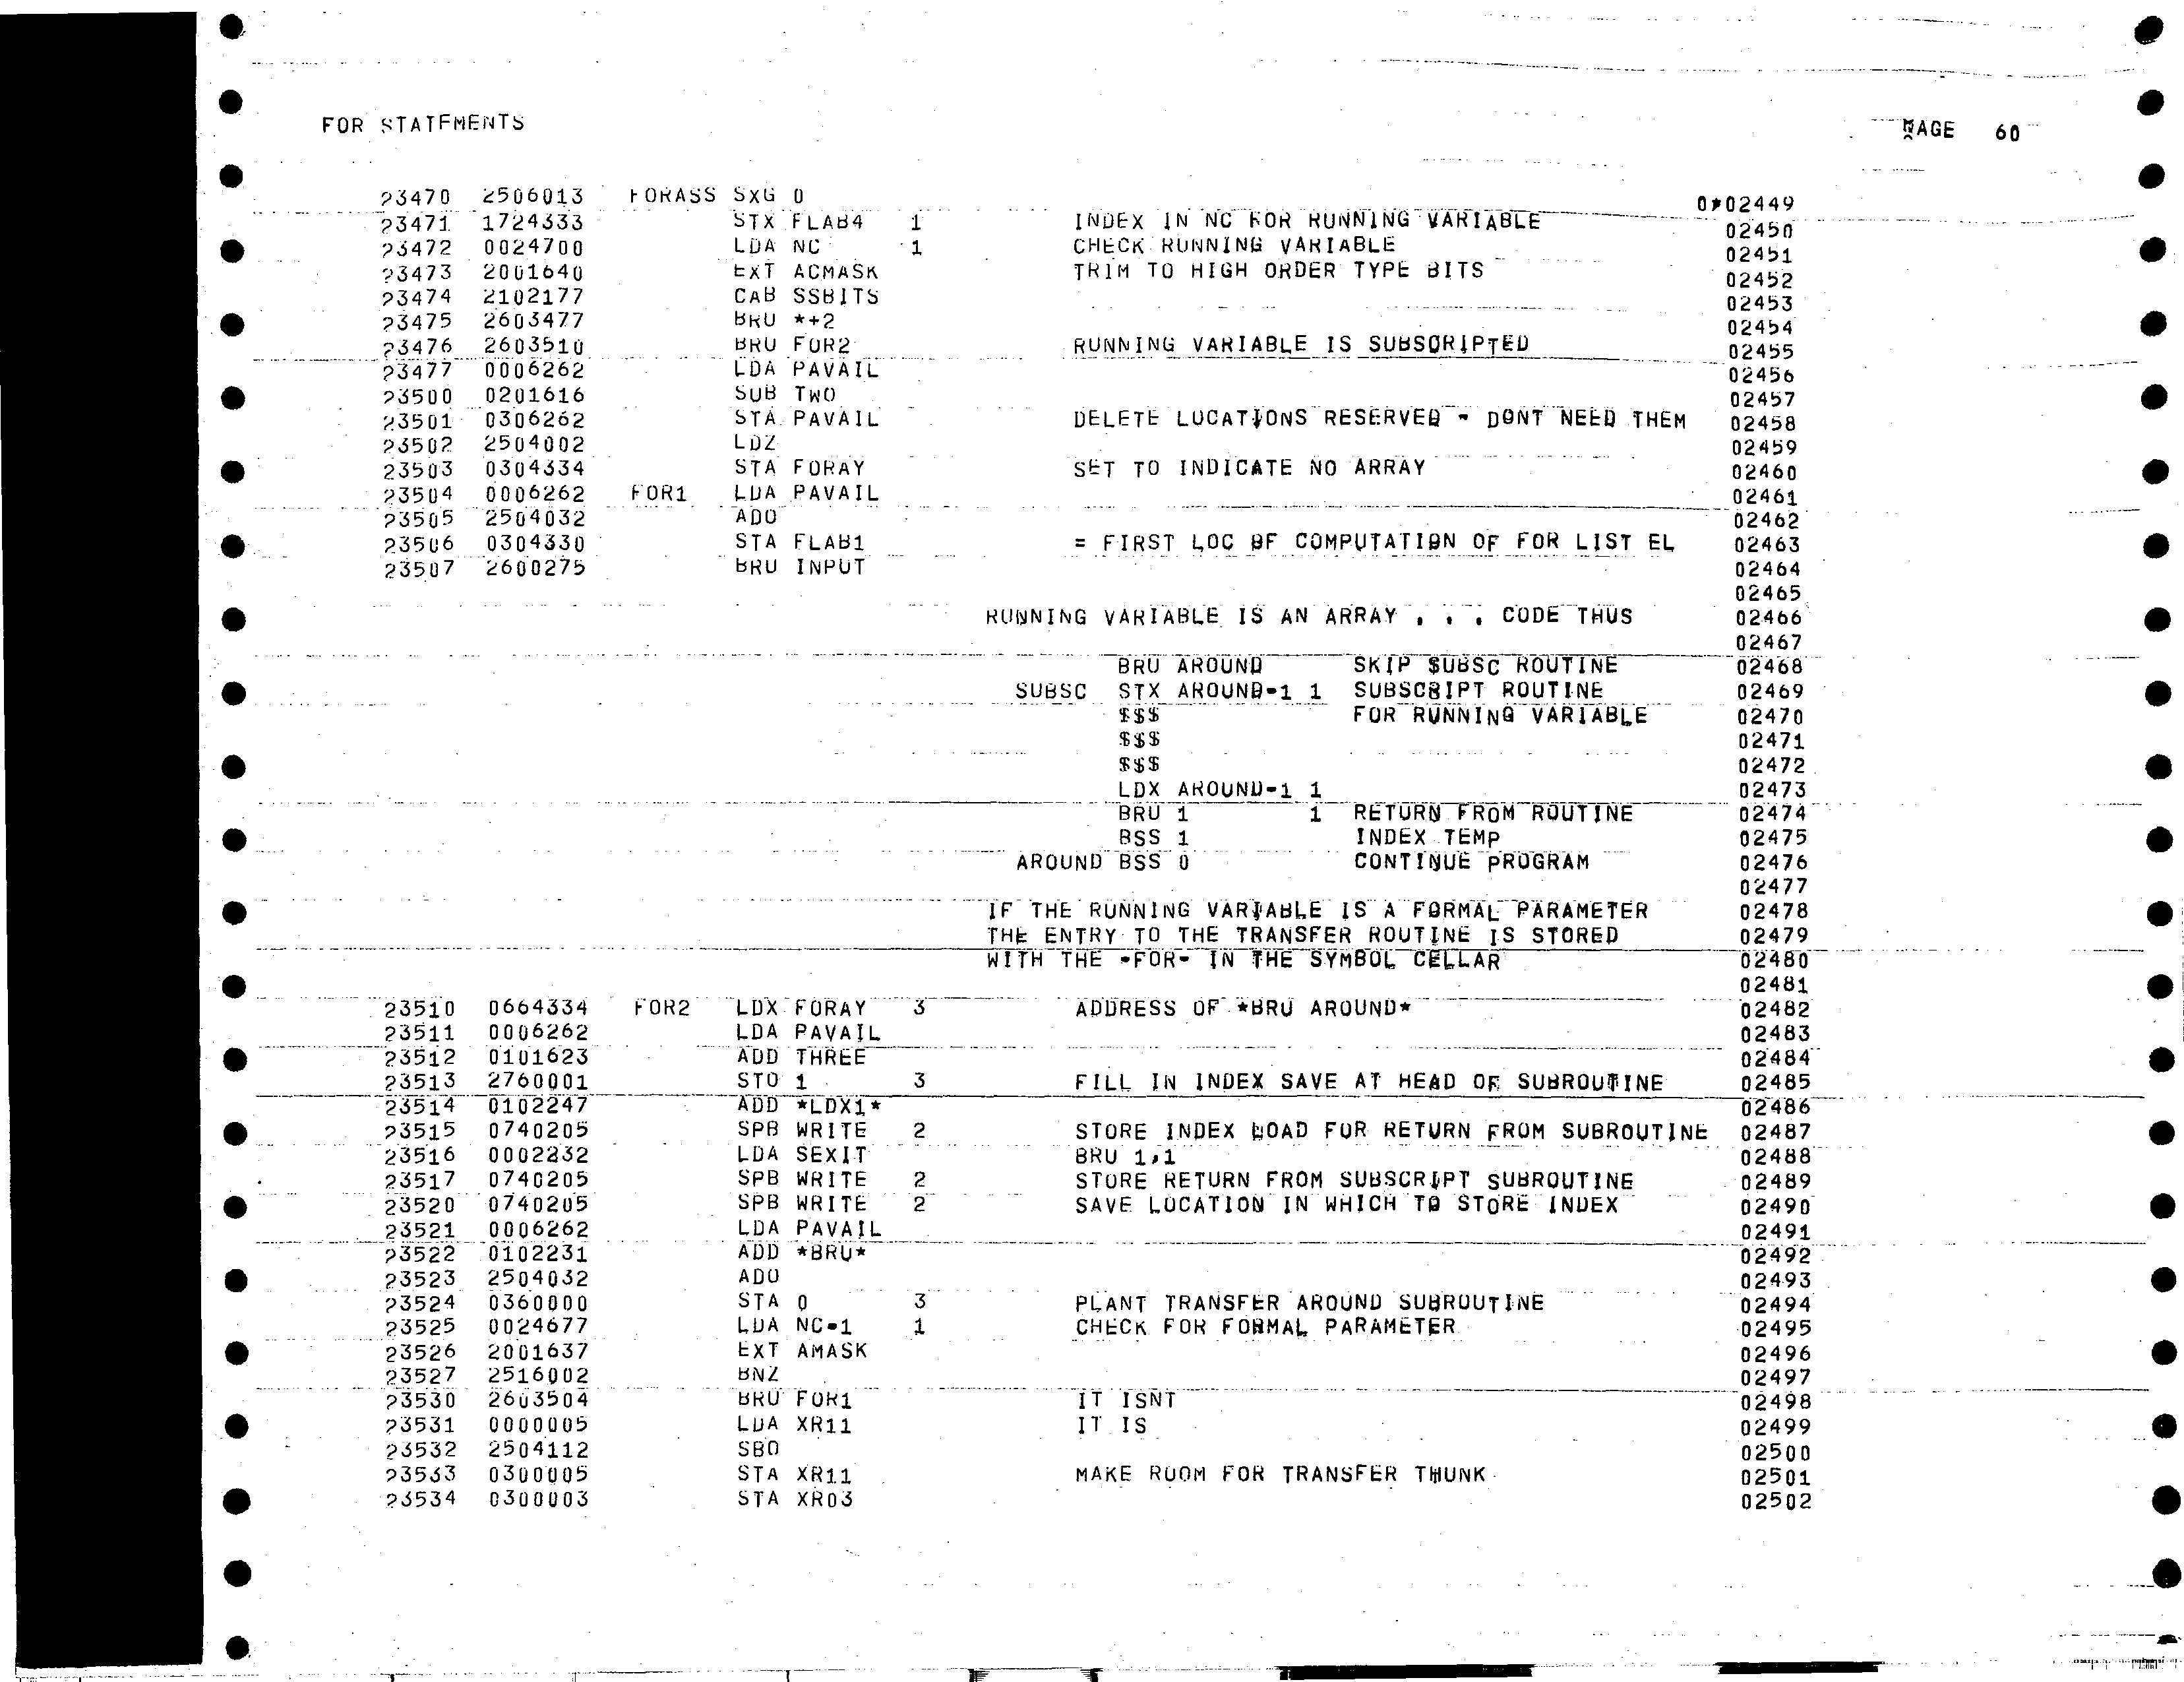 FOR STATEMENTS PAGE 60
23470 2506013 FORASS SXG 0 0*02449
23471 1724333 STX FLAB4 1 INDEX IN NC FOR RUNNING VARIABLE 02450
23472 0024700 LDA NC 1 CHECK RUNNING VARIABLE 02451
23473 2001640 EXT ACMASK TRIM TO HIGH ORDER TYPE BITS 02452
23474 2102177 CAB SSBITS 02453
23475 2603477 BRU *+2 02454
23476 2603510 BRU FOR2 RUNNING VARIABLE IS SUBSCRIPTED 02455
23477 0006262 LDA PAVAIL 02456
23500 0201616 SUB TWO 02457
23501 0306262 STA PAVAIL DELETE LOCATIONS RESERVED - DONT NEED THEM 02458
23502 2504002 LDZ 02459
23503 0304334 STA FORAY SET TO INDICATE NO ARRAY 02460
23504 0006262 FOR1 LDA PAVAIL 02461
23505 2504032 ADO 02462
23506 0304330 STA FLAB1 = FIRST LOC OF COMPUTATION OF FOR LIST EL 02463
23507 2600275 BRU INPUT 02464
02465
RUNNING VARIABLE IS AN ARRAY . . . CODE THUS 02466
02467
BRU AROUND SKIP SUBSC ROUTINE 02468
SUBSC STX AROUND-1 1 SUBSCRIPT ROUTINE 02469
$$$ FOR RUNNING VARIABLE 02470
$$$ 02471
$$$ 02472
LDX AROUND-1 1 02473
BRU 1 1 RETURN FROM ROUTINE 02474
BSS 1 INDEX TEMP 02475
AROUND BSS 0 CONTINUE PROGRAM 02476
02477
IF THE RUNNING VARIABLE IS A FORMAL PARAMETER 02478
THE ENTRY TO THE TRANSFER ROUTINE IS STORED 02479
WITH THE -FOR- IN THE SYMBOL CELLAR 02480
02481
23510 0664334 FOR2 LDX FORAY 3 ADDRESS OF *BRU AROUND* 02482
23511 0006262 LDA PAVAIL 02483
23512 0101623 ADD THREE 02484
23513 2760001 STO 1 3 FILL IN INDEX SAVE AT HEAD OF SUBROUTINE 02485
23514 0102247 ADD *LDX1* 02486
23515 0740205 SPB WRITE 2 STORE INDEX LOAD FOR RETURN FROM SUBROUTINE 02487
23516 0002232 LDA SEXIT BRU 1,1 02488
23517 0740205 SPB WRITE 2 STORE RETURN FROM SUBSCRIPT SUBROUTINE 02489
23520 0740205 SPB WRITE 2 SAVE LOCATION IN WHICH TO STORE INDEX 02490
23521 0006262 LDA PAVAIL 02491
23522 0102231 ADD *BRU* 02492
23523 2504032 ADO 02493
23524 0360000 STA 0 3 PLANT TRANSFER AROUND SUBROUTINE 02494
23525 0024677 LDA NC-1 1 CHECK FOR FORMAL PARAMETER 02495
23526 2001637 EXT AMASK 02496
23527 2516002 BNZ 02497
23530 2603504 BRU FOR1 IT ISNT 02498
23531 0000005 LDA XR11 IT IS 02499
23532 2504112 SBO 02500
23533 0300005 STA XR11 MAKE ROOM FOR TRANSFER THUNK 02501
23534 0300003 STA XR03 02502